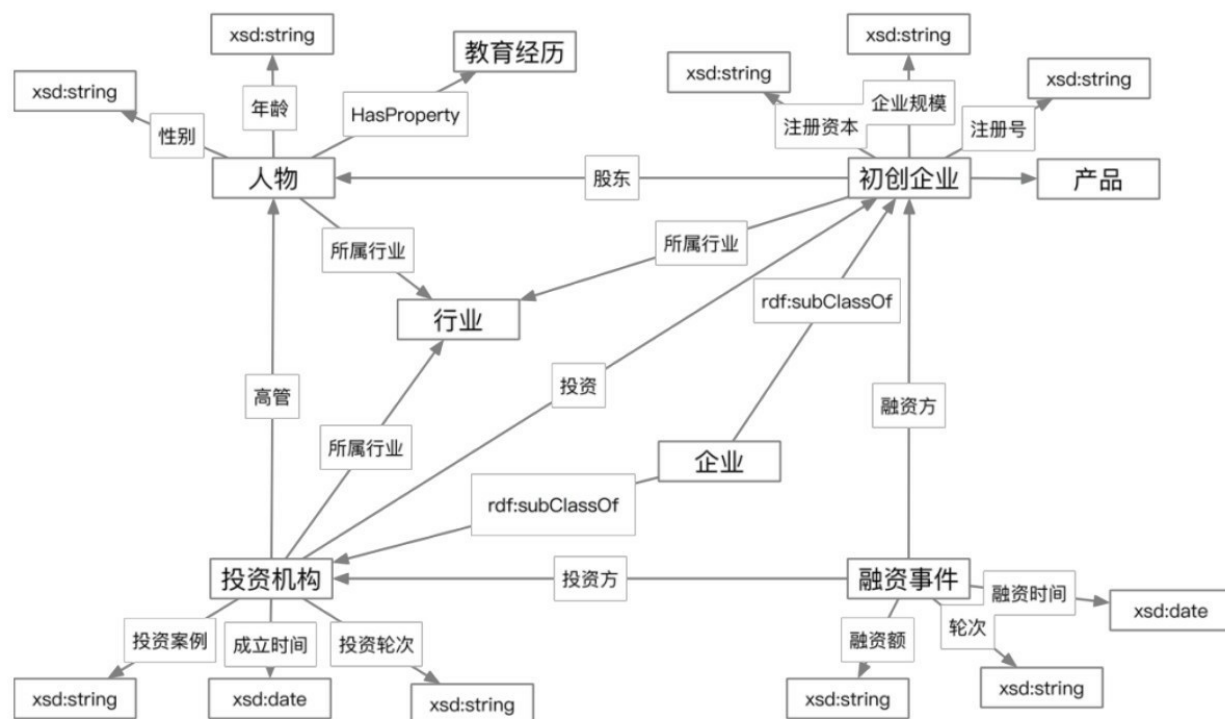 xsd:string
教育经历
xsd:string
xsd:string
xsd:string
xsd:string
年龄
HasProperty
企业规模
性别
注册资本
注册号
人物
股东
初创企业
产品
所属行业
所属行业
行业
rdf:subClassOf
高管
投资
融资方
所属行业
企业
rdf:subClassOf
投资机构
投资方
融资事件
融资时间
xsd:date
投资案例
成立时间
投资轮次
融资额
轮次
xsd:string
xsd:date
xsd:string
xsd:string
xsd:string